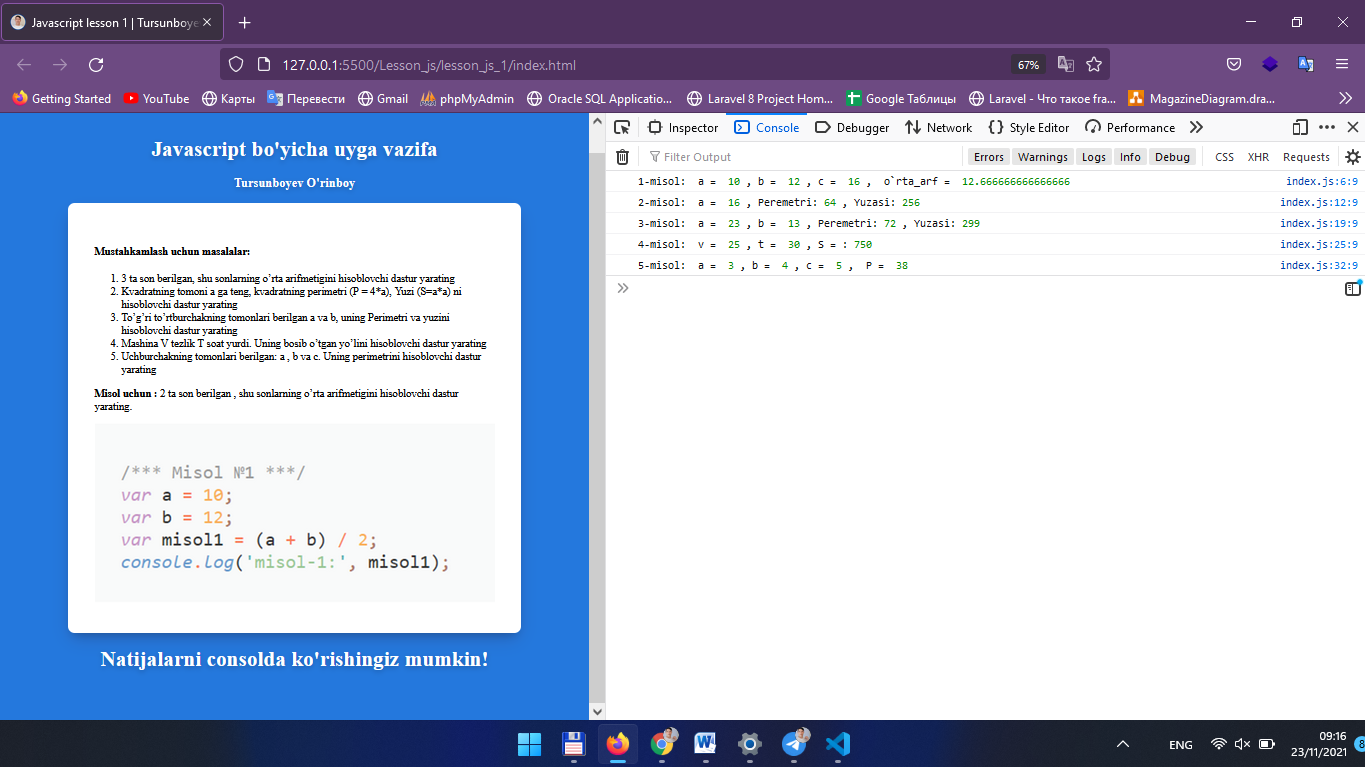 Javascript lesson 1 | Tursunboye
127.0.0.1:5500/Lesson_js/lesson_js_1/index.html
67%
Getting Started YouTube Карты Перевести Gmail phpMyAdmin Oracle SQL Applicatio... Laravel 8 Project Hom... Google Таблицы Laravel - Что такое fra... MagazineDiagram.dra...
Javascript bo'yicha uyga vazifa
Tursunboyev O'rinboy
Mustahkamlash uchun masalalar:
1. 3 ta son berilgan, shu sonlarning o’rta arifmetigini hisoblovchi dastur yarating
2. Kvadratning tomoni a ga teng, kvadratning perimetri (P = 4*a), Yuzi (S=a*a) ni
hisoblovchi dastur yarating
3. To’g’ri to’rtburchakning tomonlari berilgan a va b, uning Perimetri va yuzini
hisoblovchi dastur yarating
4. Mashina V tezlik T soat yurdi. Uning bosib o’tgan yo’lini hisoblovchi dastur yarating
5. Uchburchakning tomonlari berilgan: a , b va c. Uning perimetrini hisoblovchi dastur
yarating
Misol uchun : 2 ta son berilgan , shu sonlarning o’rta arifmetigini hisoblovchi dastur
yarating.
/*** Misol №1 ***/
var a = 10;
var b = 12;
var misol1 = (a + b) / 2;
console.log('misol-1:', misol1);
Natijalarni consolda ko'rishingiz mumkin!
Inspector Console Debugger Network Style Editor Performance
Filter Output Errors Warnings Logs Info Debug CSS XHR Requests
1-misol: a = 10 , b = 12 , c = 16 , o`rta_arf = 12.666666666666666 index.js:6:9
2-misol: a = 16 , Peremetri: 64 , Yuzasi: 256 index.js:12:9
3-misol: a = 23 , b = 13 , Peremetri: 72 , Yuzasi: 299 index.js:19:9
4-misol: v = 25 , t = 30 , S = : 750 index.js:25:9
5-misol: a = 3 , b = 4 , c = 5 , P = 38 index.js:32:9
ENG
09:16
23/11/2021
8